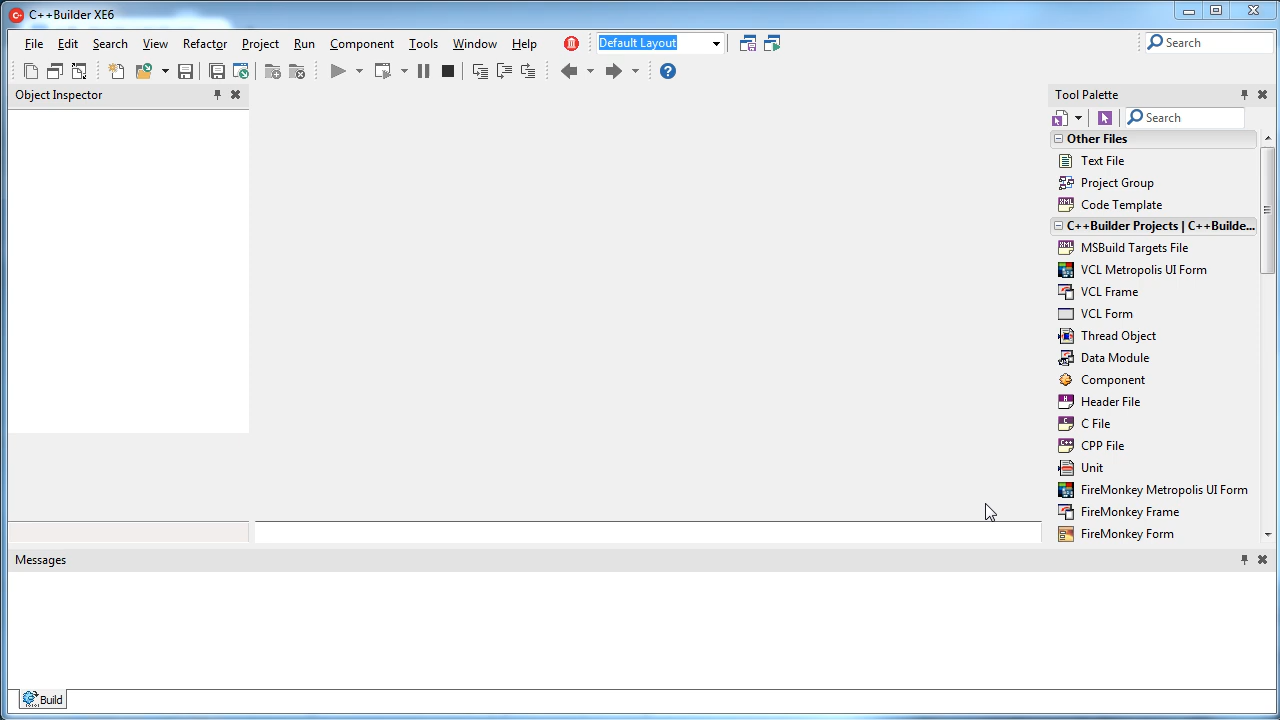 C++Builder XE6
File Edit Search View Refactor Project Run Component Tools Window Help Default Layout Search
Object Inspector
Tool Palette
Search
Other Files
Text File
Project Group
Code Template
C++Builder Projects | C++Builde...
MSBuild Targets File
VCL Metropolis UI Form
VCL Frame
VCL Form
Thread Object
Data Module
Component
Header File
C File
CPP File
Unit
FireMonkey Metropolis UI Form
FireMonkey Frame
FireMonkey Form
Messages
Build